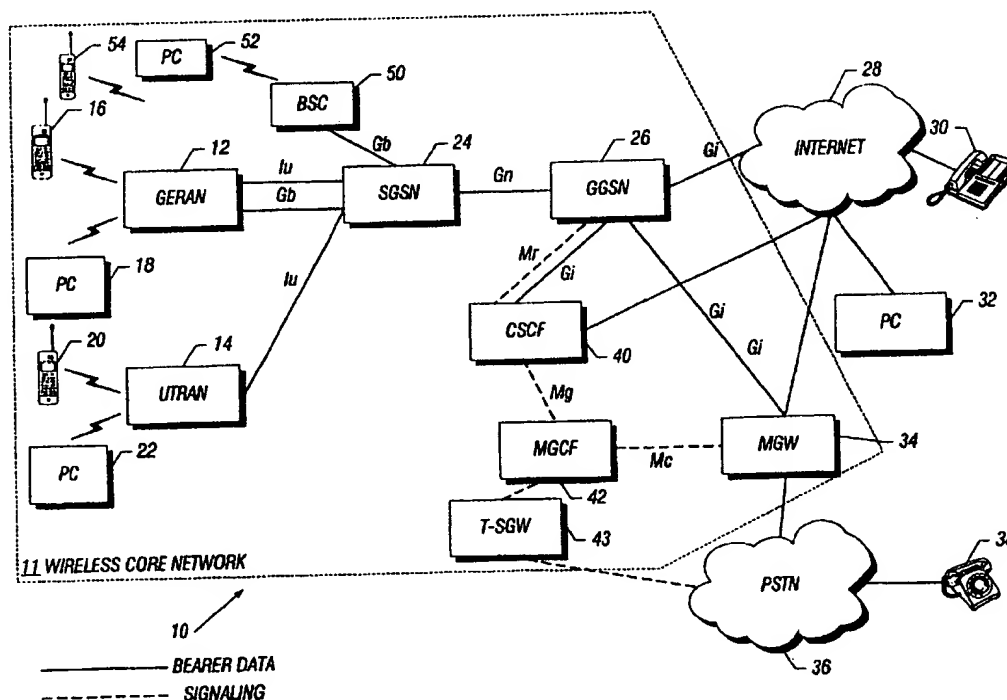 54
PC
52
16
BSC
50
28
30
12
Gb
24
26
Gi
INTERNET
Iu
GERAN
Gb
SGSN
Gn
GGSN
PC
18
Iu
Mr
Gi
20
14
CSCF
40
Gi
Gi
PC
32
UTRAN
Mg
PC
22
MGCF
42
Mc
MGW
34
T-SGW
43
11 WIRELESS CORE NETWORK
PSTN
36
10
BEARER DATA
SIGNALING